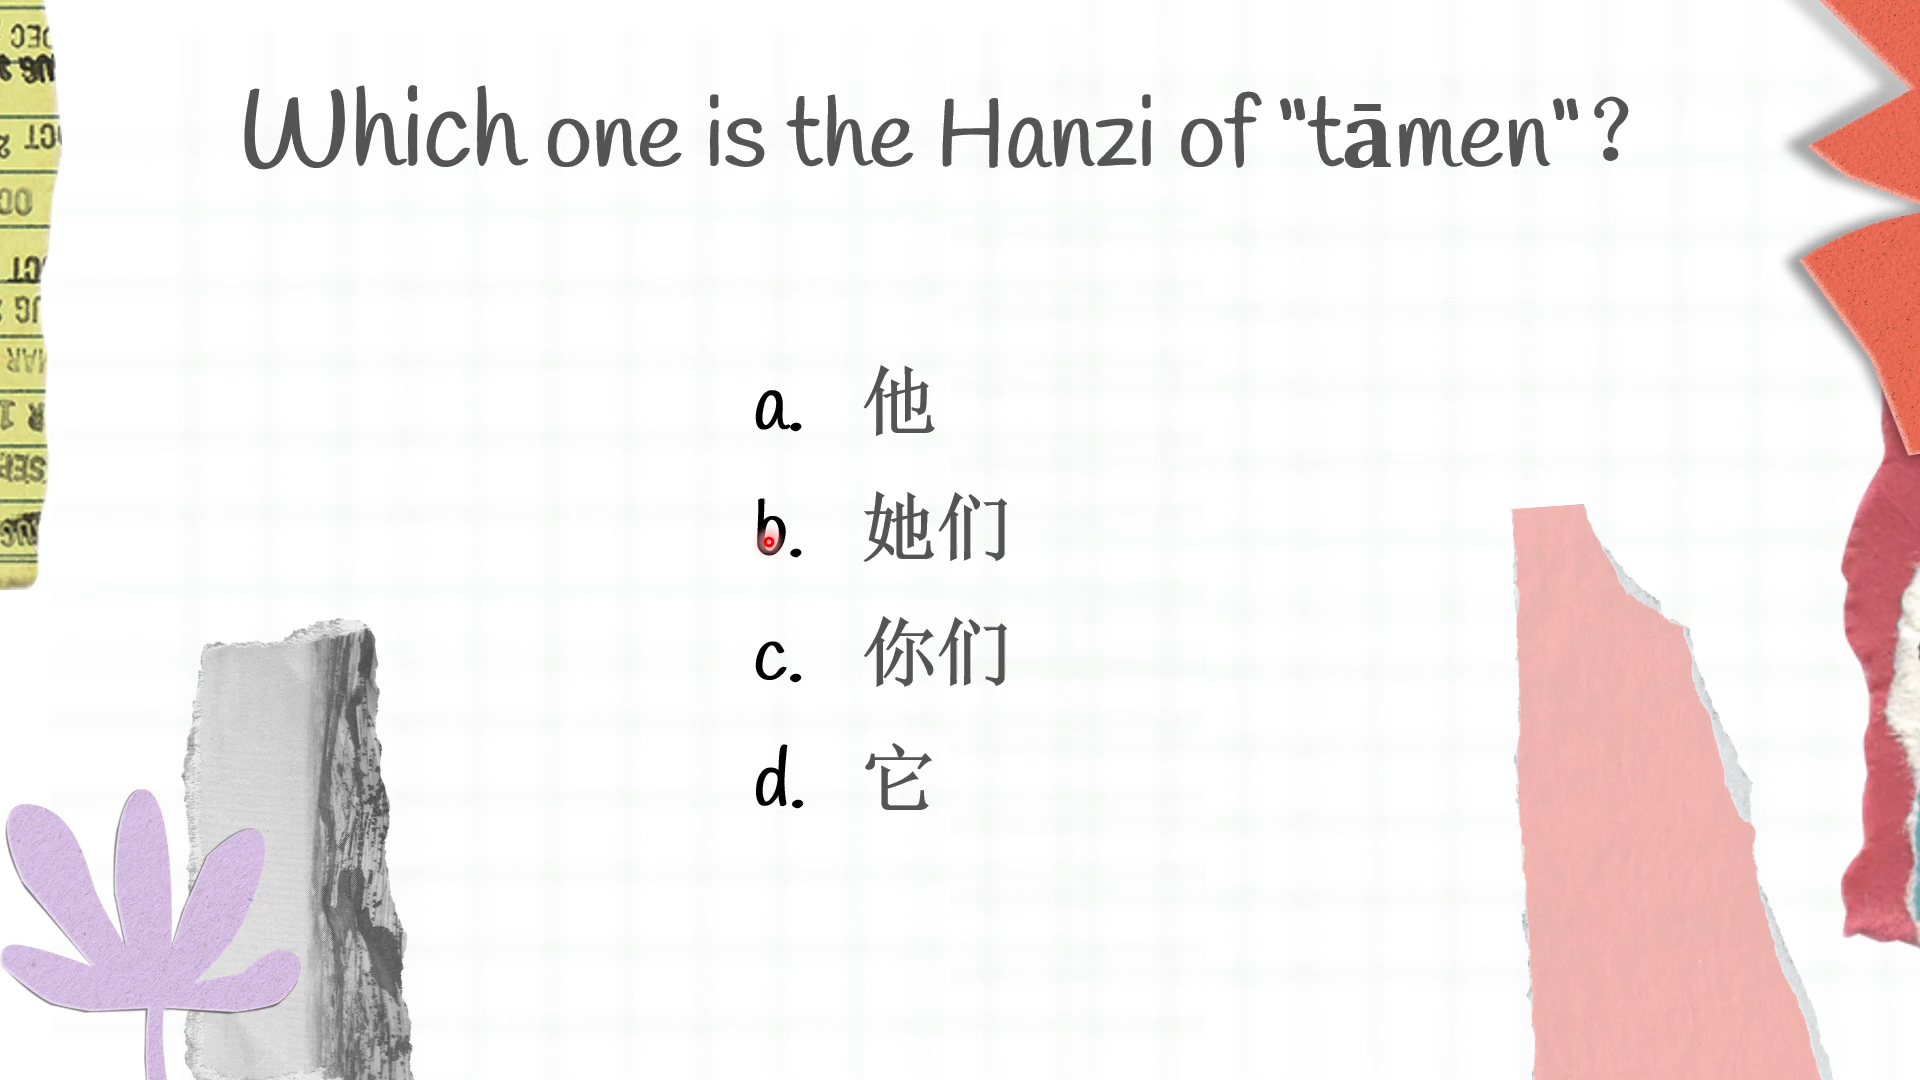 Which one is the Hanzi of "tāmen"?
a. 他
b. 她们
c. 你们
d. 它